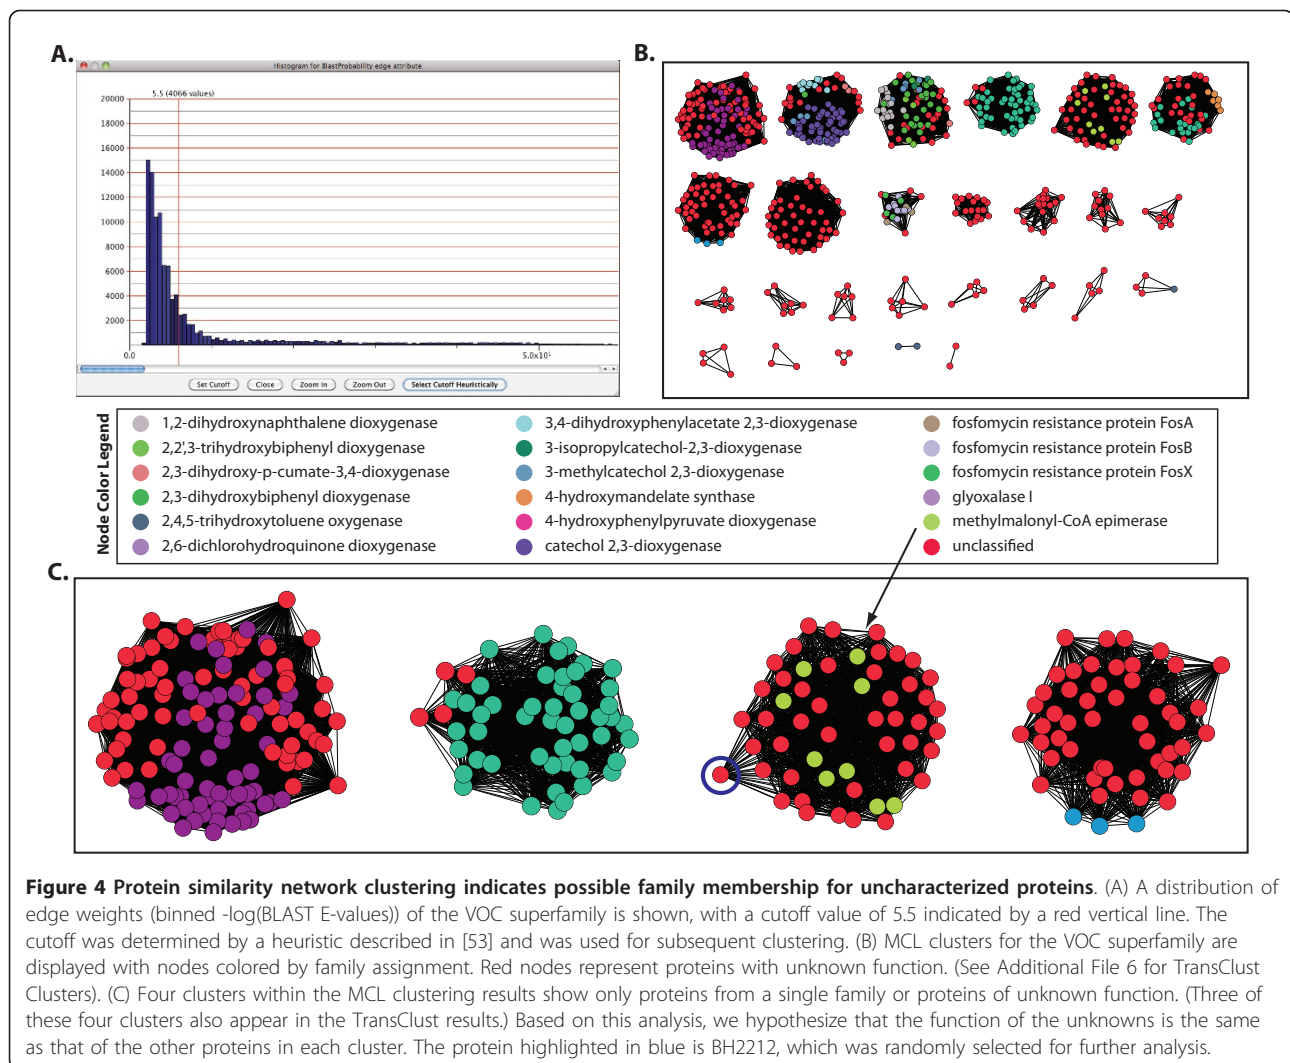 A.
Histogram for BlastProbability edge attribute
5.5 (4066 values)
20000
18000
16000
14000
12000
10000
8000
6000
4000
2000
0.0
5.0x10¹
Set Cutoff
Close
Zoom In
Zoom Out
Select Cutoff Heuristically
B.
Node Color Legend
1,2-dihydroxynaphthalene dioxygenase
2,2',3-trihydroxybiphenyl dioxygenase
2,3-dihydroxy-p-cumate-3,4-dioxygenase
2,3-dihydroxybiphenyl dioxygenase
2,4,5-trihydroxytoluene oxygenase
2,6-dichlorohydroquinone dioxygenase
3,4-dihydroxyphenylacetate 2,3-dioxygenase
3-isopropylcatechol-2,3-dioxygenase
3-methylcatechol 2,3-dioxygenase
4-hydroxymandelate synthase
4-hydroxyphenylpyruvate dioxygenase
catechol 2,3-dioxygenase
fosfomycin resistance protein FosA
fosfomycin resistance protein FosB
fosfomycin resistance protein FosX
glyoxalase I
methylmalonyl-CoA epimerase
unclassified
C.
Figure 4 Protein similarity network clustering indicates possible family membership for uncharacterized proteins. (A) A distribution of
edge weights (binned -log(BLAST E-values)) of the VOC superfamily is shown, with a cutoff value of 5.5 indicated by a red vertical line. The
cutoff was determined by a heuristic described in [53] and was used for subsequent clustering. (B) MCL clusters for the VOC superfamily are
displayed with nodes colored by family assignment. Red nodes represent proteins with unknown function. (See Additional File 6 for TransClust
Clusters). (C) Four clusters within the MCL clustering results show only proteins from a single family or proteins of unknown function. (Three of
these four clusters also appear in the TransClust results.) Based on this analysis, we hypothesize that the function of the unknowns is the same
as that of the other proteins in each cluster. The protein highlighted in blue is BH2212, which was randomly selected for further analysis.